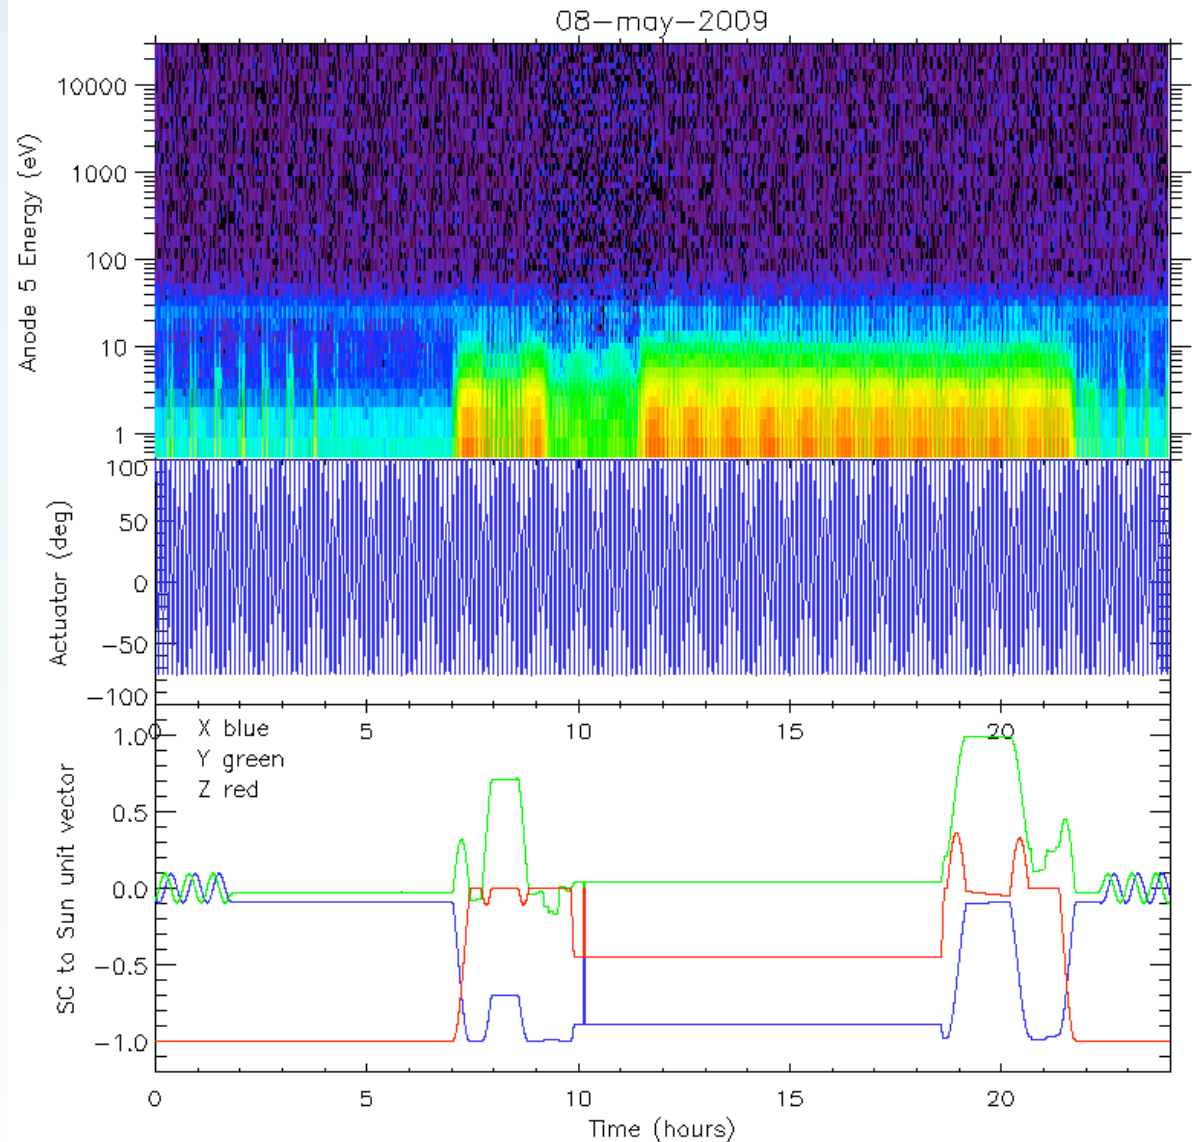 08-may-2009
Anode 5 Energy (eV)
10000
1000
100
10
1
Actuator (deg)
100
50
0
-50
-100
0 5 10 15 20
X blue
Y green
Z red
SC to Sun unit vector
1.0
0.5
0.0
-0.5
-1.0
0 5 10 15 20
Time (hours)